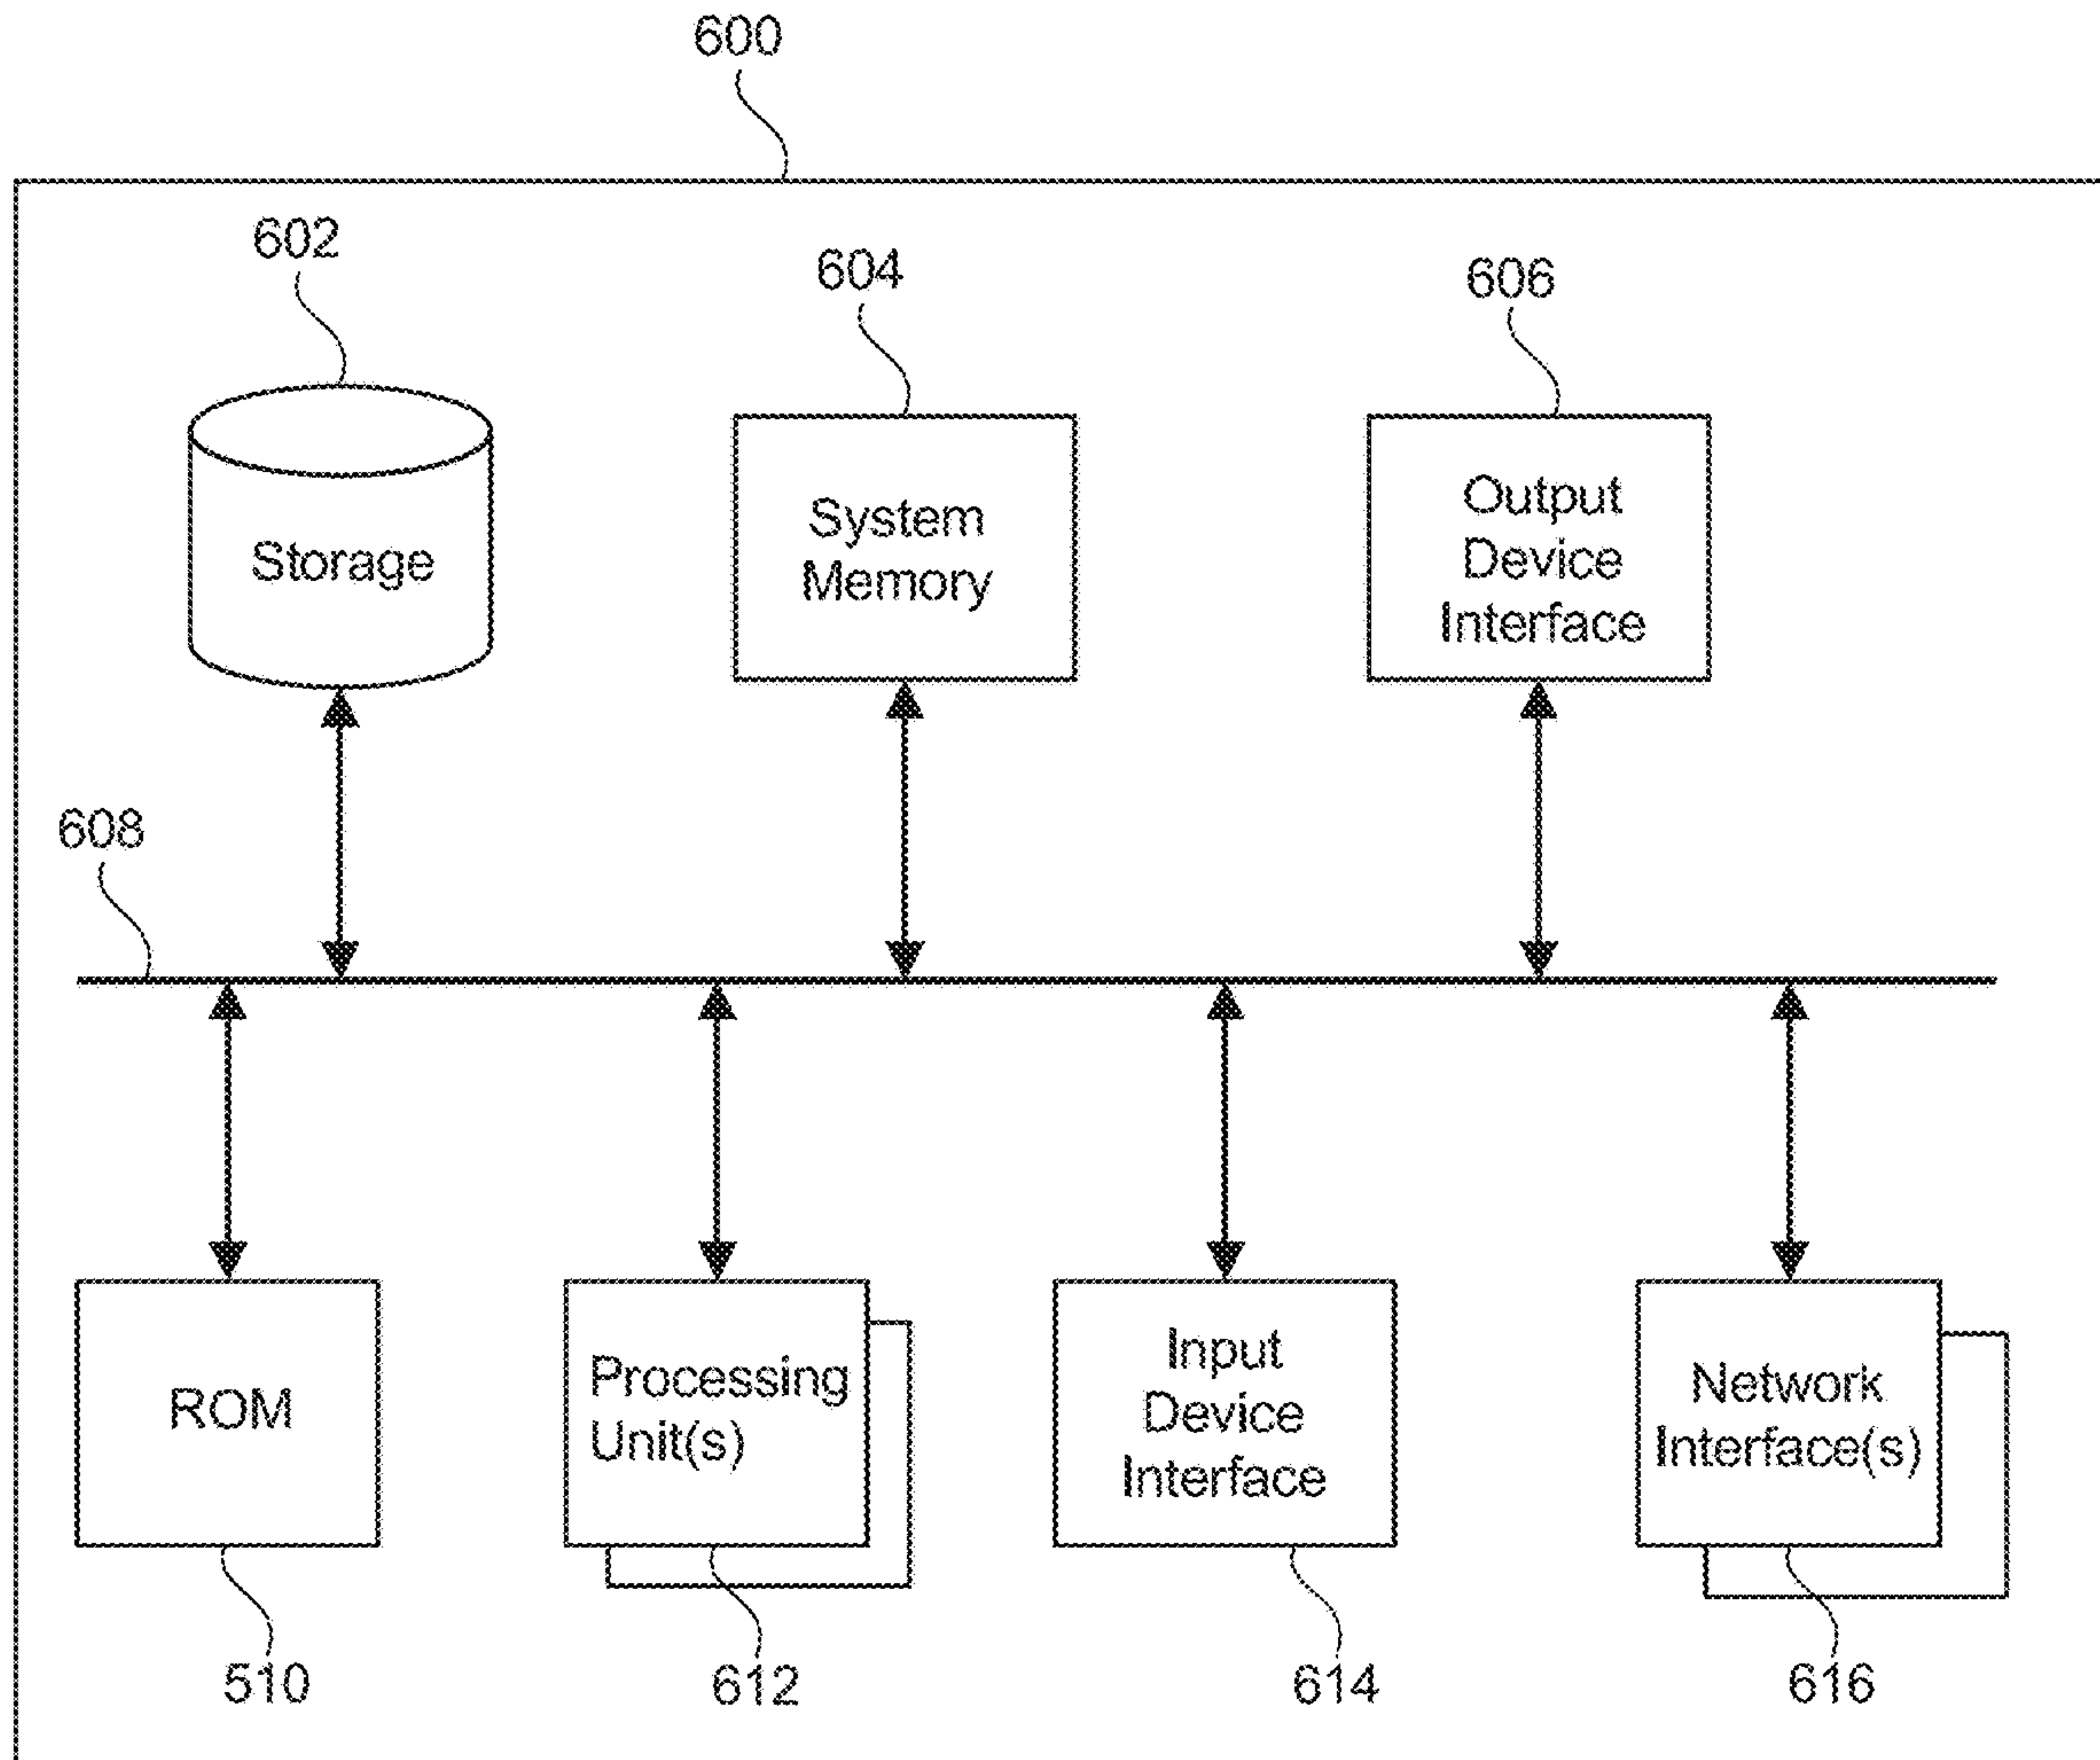 600
602
604
606
Storage
System
Memory
Output
Device
Interface
608
ROM
Processing
Unit(s)
Input
Device
Interface
Network
Interface(s)
510
612
614
616